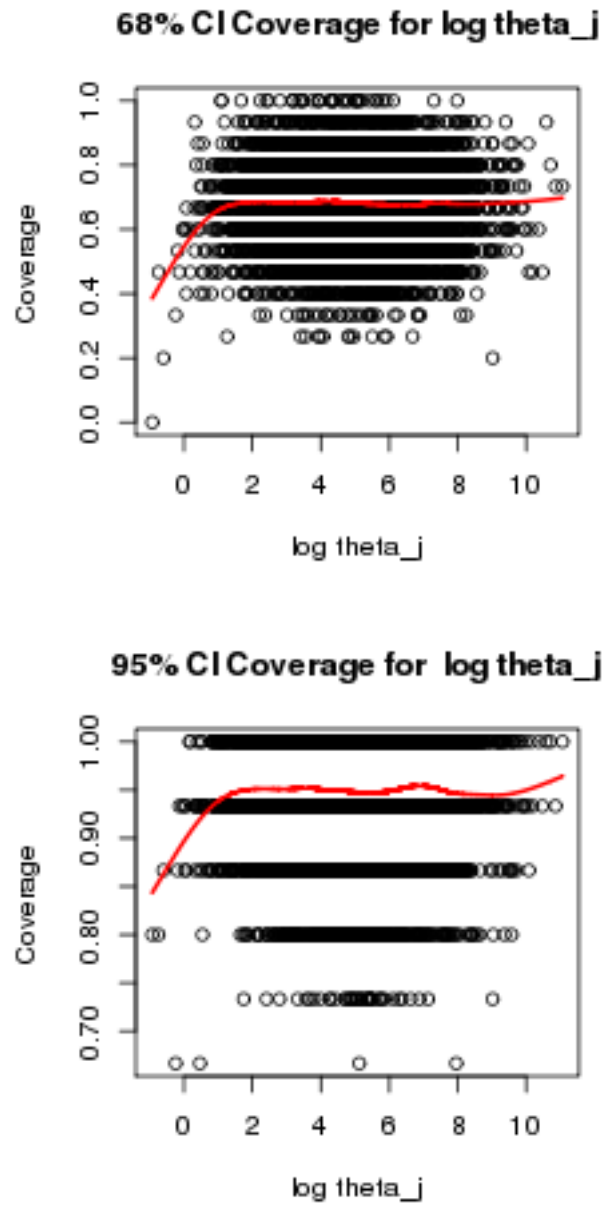 68% CI Coverage for log theta_j
1.0
0.8
0.6
0.4
0.2
0.0
Coverage
0 2 4 6 8 10
log theta_j
95% CI Coverage for log theta_j
1.00
0.90
0.80
0.70
Coverage
0 2 4 6 8 10
log theta_j